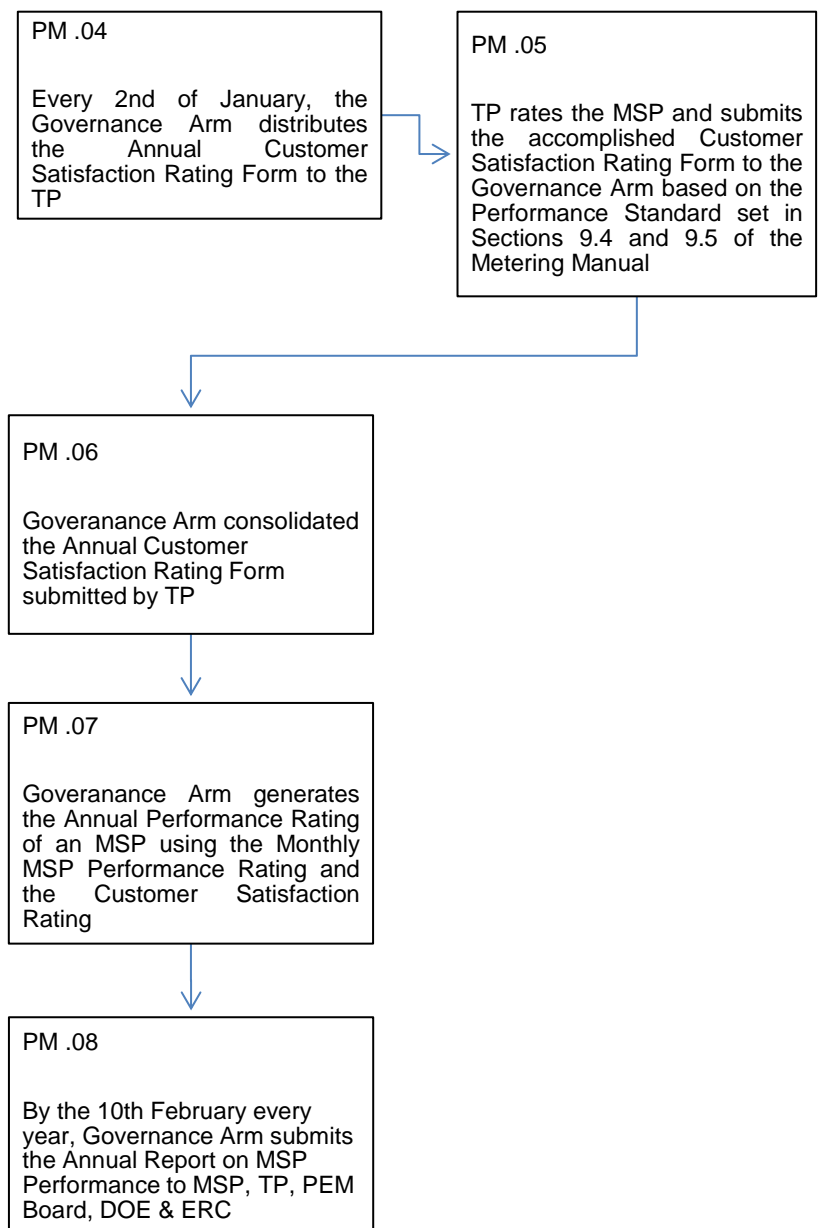 PM .04
Every 2nd of January, the
Governance Arm distributes
the Annual Customer
Satisfaction Rating Form to the
TP
PM .05
TP rates the MSP and submits
the accomplished Customer
Satisfaction Rating Form to the
Governance Arm based on the
Performance Standard set in
Sections 9.4 and 9.5 of the
Metering Manual
PM .06
Goveranance Arm consolidated
the Annual Customer
Satisfaction Rating Form
submitted by TP
PM .07
Goveranance Arm generates
the Annual Performance Rating
of an MSP using the Monthly
MSP Performance Rating and
the Customer Satisfaction
Rating
PM .08
By the 10th February every
year, Governance Arm submits
the Annual Report on MSP
Performance to MSP, TP, PEM
Board, DOE & ERC